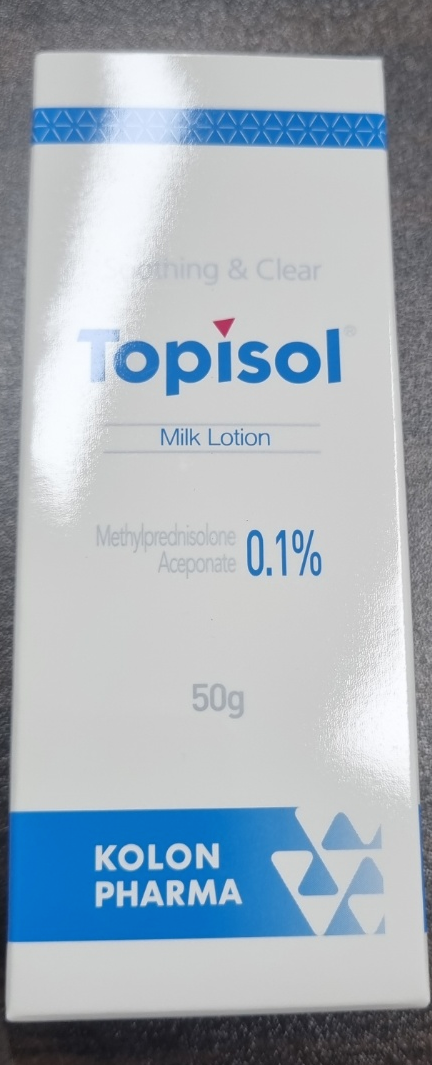 Soothing & Clear
Topisol®
Milk Lotion
Methylprednisolone
Aceponate 0.1%
50g
KOLON
PHARMA